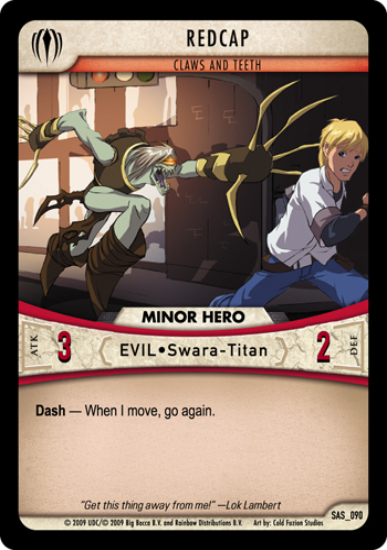 REDCAP
CLAWS AND TEETH
MINOR HERO
ATK 3 EVIL•Swara-Titan 2 DEF
Dash — When I move, go again.
"Get this thing away from me!" —Lok Lambert
© 2009 UDC/© 2009 Big Bocca B.V. and Rainbow Distributions B.V. Art by: Cold Fuzion Studios
SAS_090